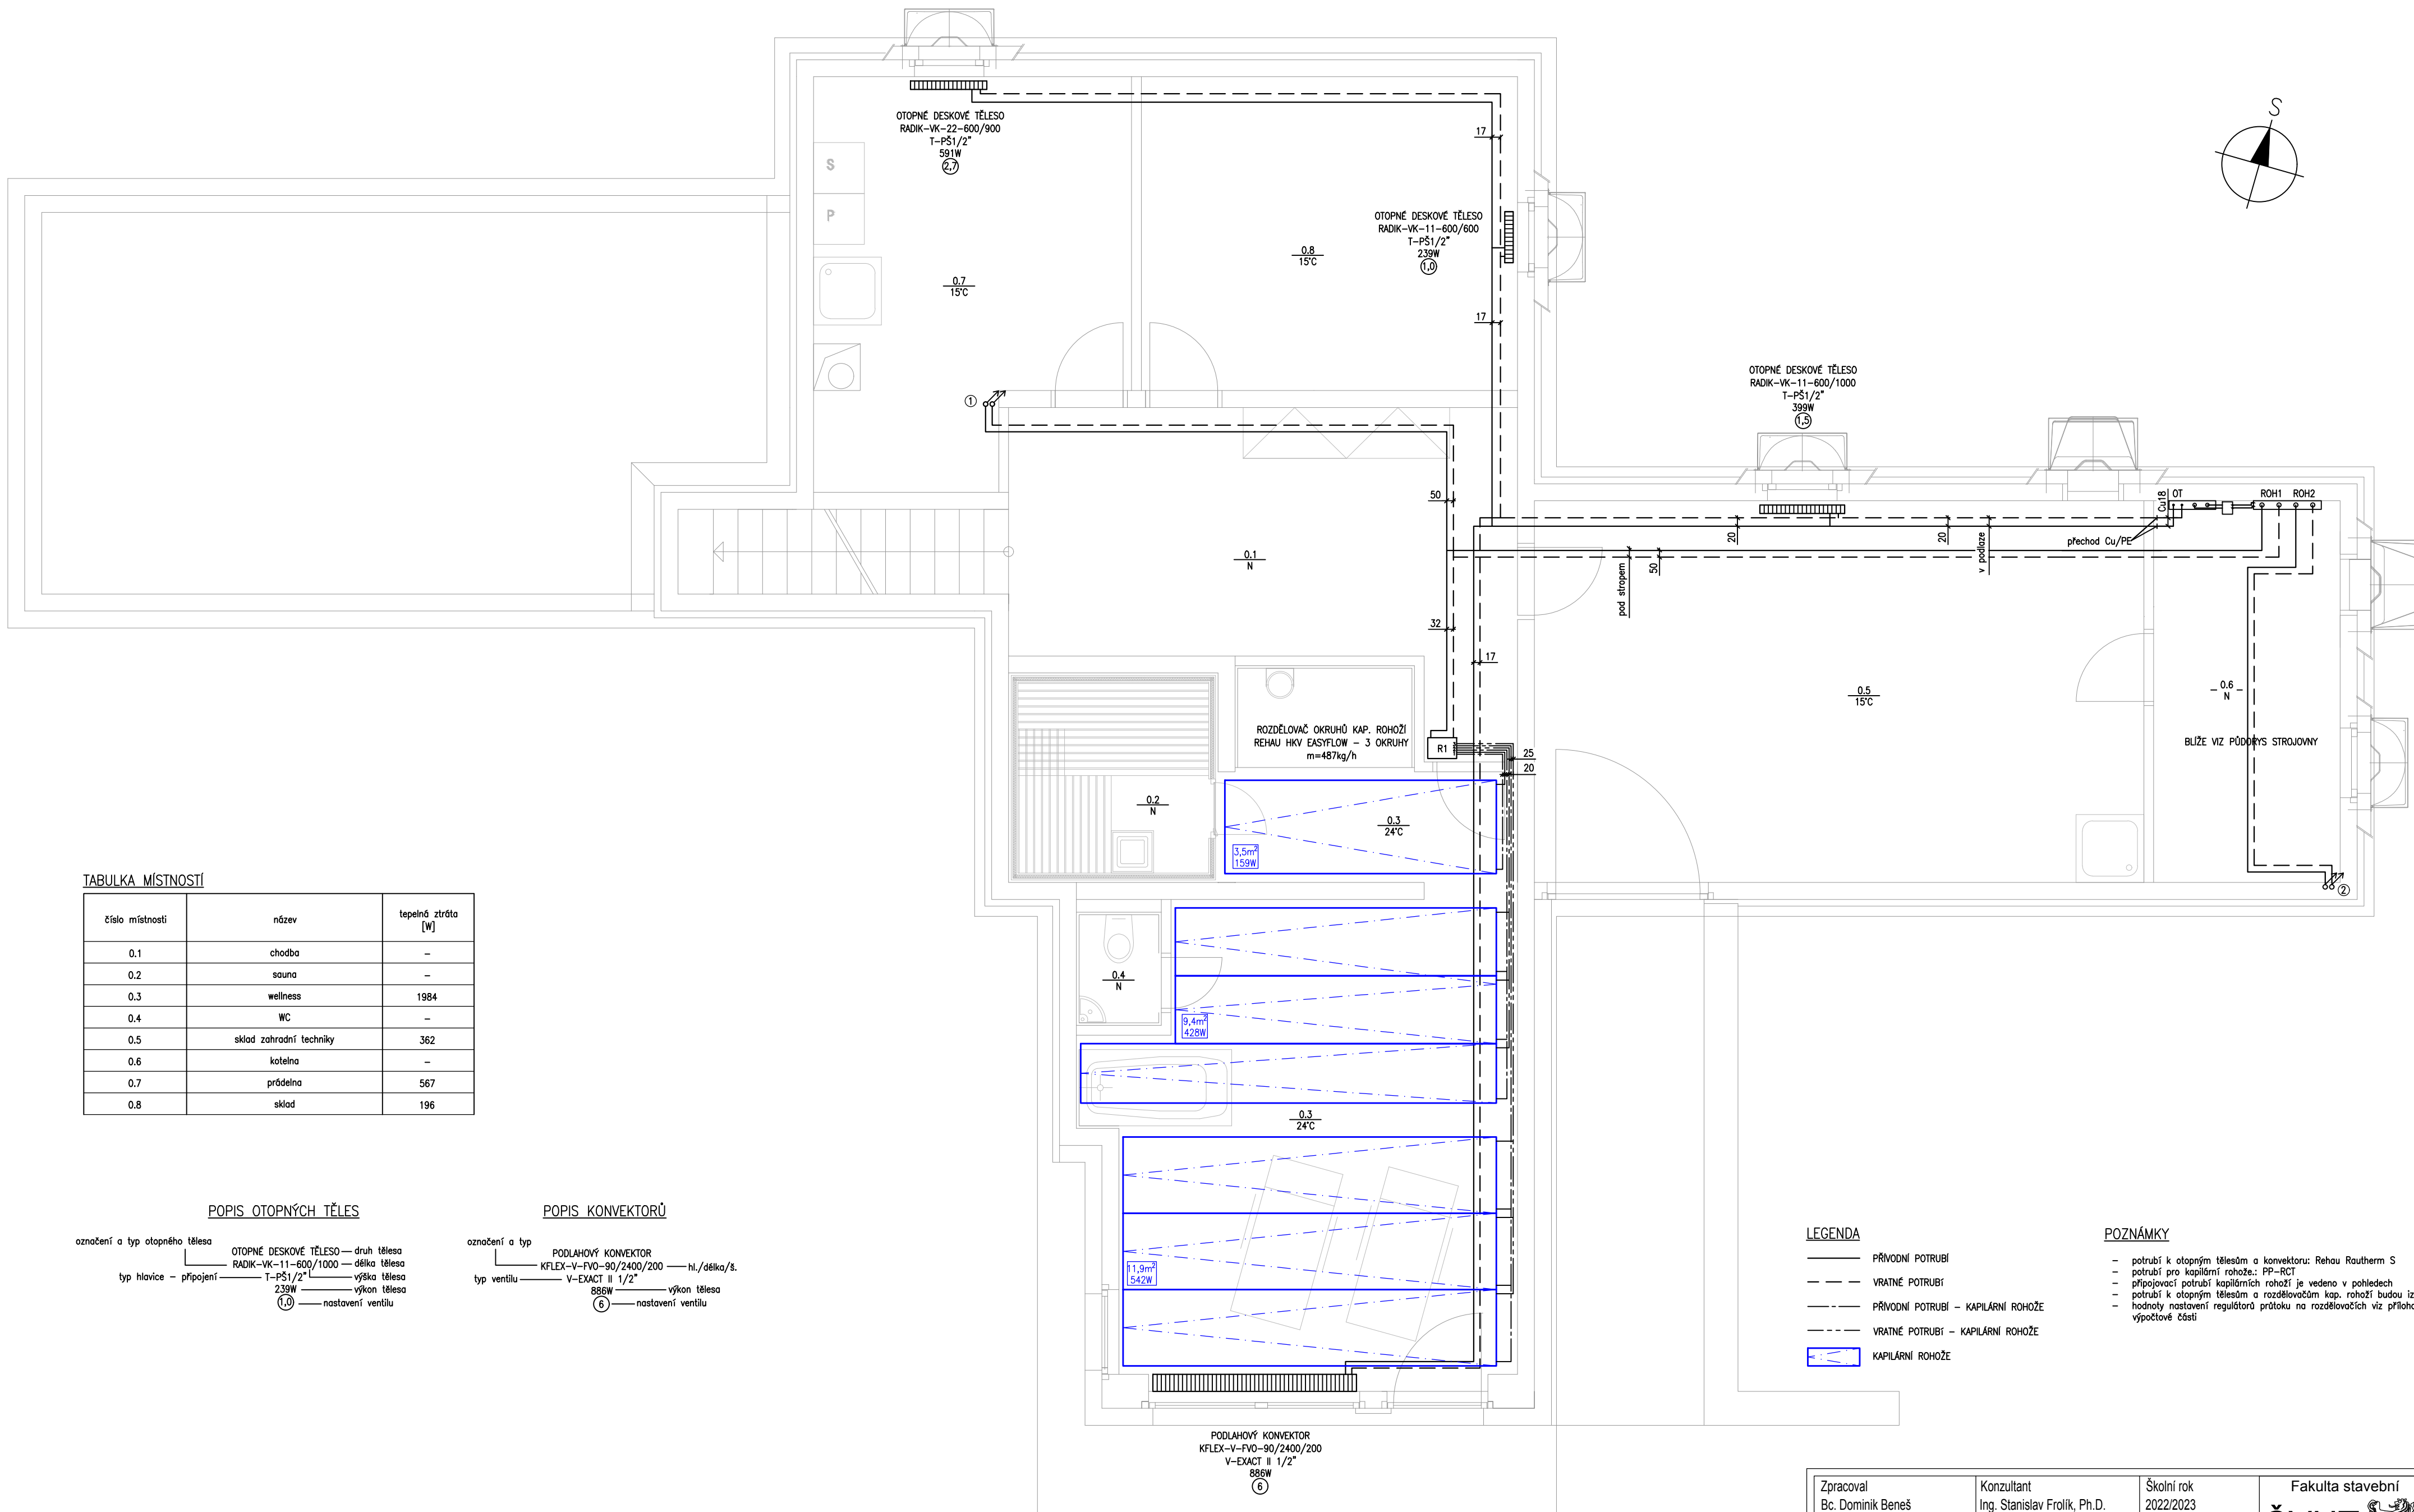 S
OTOPNÉ DESKOVÉ TĚLESO
RADIK-VK-22-600/900
T-PŠ1/2"
591W
2,7
S
P
17
OTOPNÉ DESKOVÉ TĚLESO
RADIK-VK-11-600/600
T-PŠ1/2"
239W
1,0
0.8
15°C
0.7
15°C
17
OTOPNÉ DESKOVÉ TĚLESO
RADIK-VK-11-600/1000
T-PŠ1/2"
399W
1,5
1
50
Cu18
OT
ROH1
ROH2
20
20
v podlaze
přechod Cu/PE
0.1
N
pod stropem
50
32
17
0.5
15°C
0.6
N
BLÍŽE VIZ PŮDORYS STROJOVNY
ROZDĚLOVAČ OKRUHŮ KAP. ROHOŽÍ
REHAU HKV EASYFLOW - 3 OKRUHY
m=487kg/h
R1
25
20
0.2
N
0.3
24°C
3,5m²
159W
2
0.4
N
9,4m²
428W
0.3
24°C
11,9m²
542W
PODLAHOVÝ KONVEKTOR
KFLEX-V-FVO-90/2400/200
V-EXACT II 1/2"
886W
6
TABULKA MÍSTNOSTÍ
číslo místnosti název tepelná ztráta
[W]
0.1 chodba -
0.2 sauna -
0.3 wellness 1984
0.4 WC -
0.5 sklad zahradní techniky 362
0.6 kotelna -
0.7 prádelna 567
0.8 sklad 196
POPIS OTOPNÝCH TĚLES
označení a typ otopného tělesa
OTOPNÉ DESKOVÉ TĚLESO druh tělesa
RADIK-VK-11-600/1000 délka tělesa
typ hlavice - připojení T-PŠ1/2" výška tělesa
239W výkon tělesa
1,0 nastavení ventilu
POPIS KONVEKTORŮ
označení a typ
PODLAHOVÝ KONVEKTOR
KFLEX-V-FVO-90/2400/200 hl./délka/š.
typ ventilu V-EXACT II 1/2"
886W výkon tělesa
6 nastavení ventilu
LEGENDA
PŘÍVODNÍ POTRUBÍ
VRATNÉ POTRUBÍ
PŘÍVODNÍ POTRUBÍ - KAPILÁRNÍ ROHOŽE
VRATNÉ POTRUBÍ - KAPILÁRNÍ ROHOŽE
KAPILÁRNÍ ROHOŽE
POZNÁMKY
- potrubí k otopným tělesům a konvektoru: Rehau Rautherm S
- potrubí pro kapilární rohože.: PP-RCT
- připojovací potrubí kapilárních rohoží je vedeno v pohledech
- potrubí k otopným tělesům a rozdělovačům kap. rohoží budou iz
- hodnoty nastavení regulátorů průtoku na rozdělovačích viz příloha
výpočtové části
Zpracoval
Bc. Dominik Beneš
Konzultant
Ing. Stanislav Frolík, Ph.D.
Školní rok
2022/2023
Fakulta stavební